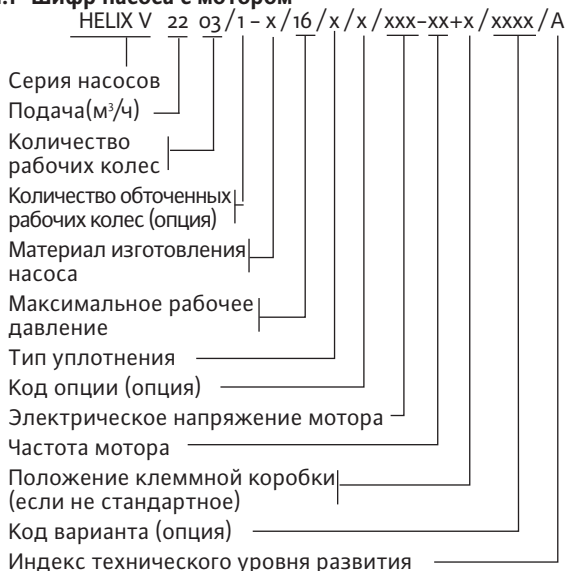 Шифр насоса с мотором
HELIX V 22 03/1 – x/16/x/x/xxx–xx+x/xxxx/A
Серия насосов
Подача(м³/ч)
Количество
рабочих колес
Количество обточенных
рабочих колес (опция)
Материал изготовления
насоса
Максимальное рабочее
давление
Тип уплотнения
Код опции (опция)
Электрическое напряжение мотора
Частота мотора
Положение клеммной коробки
(если не стандартное)
Код варианта (опция)
Индекс технического уровня развития